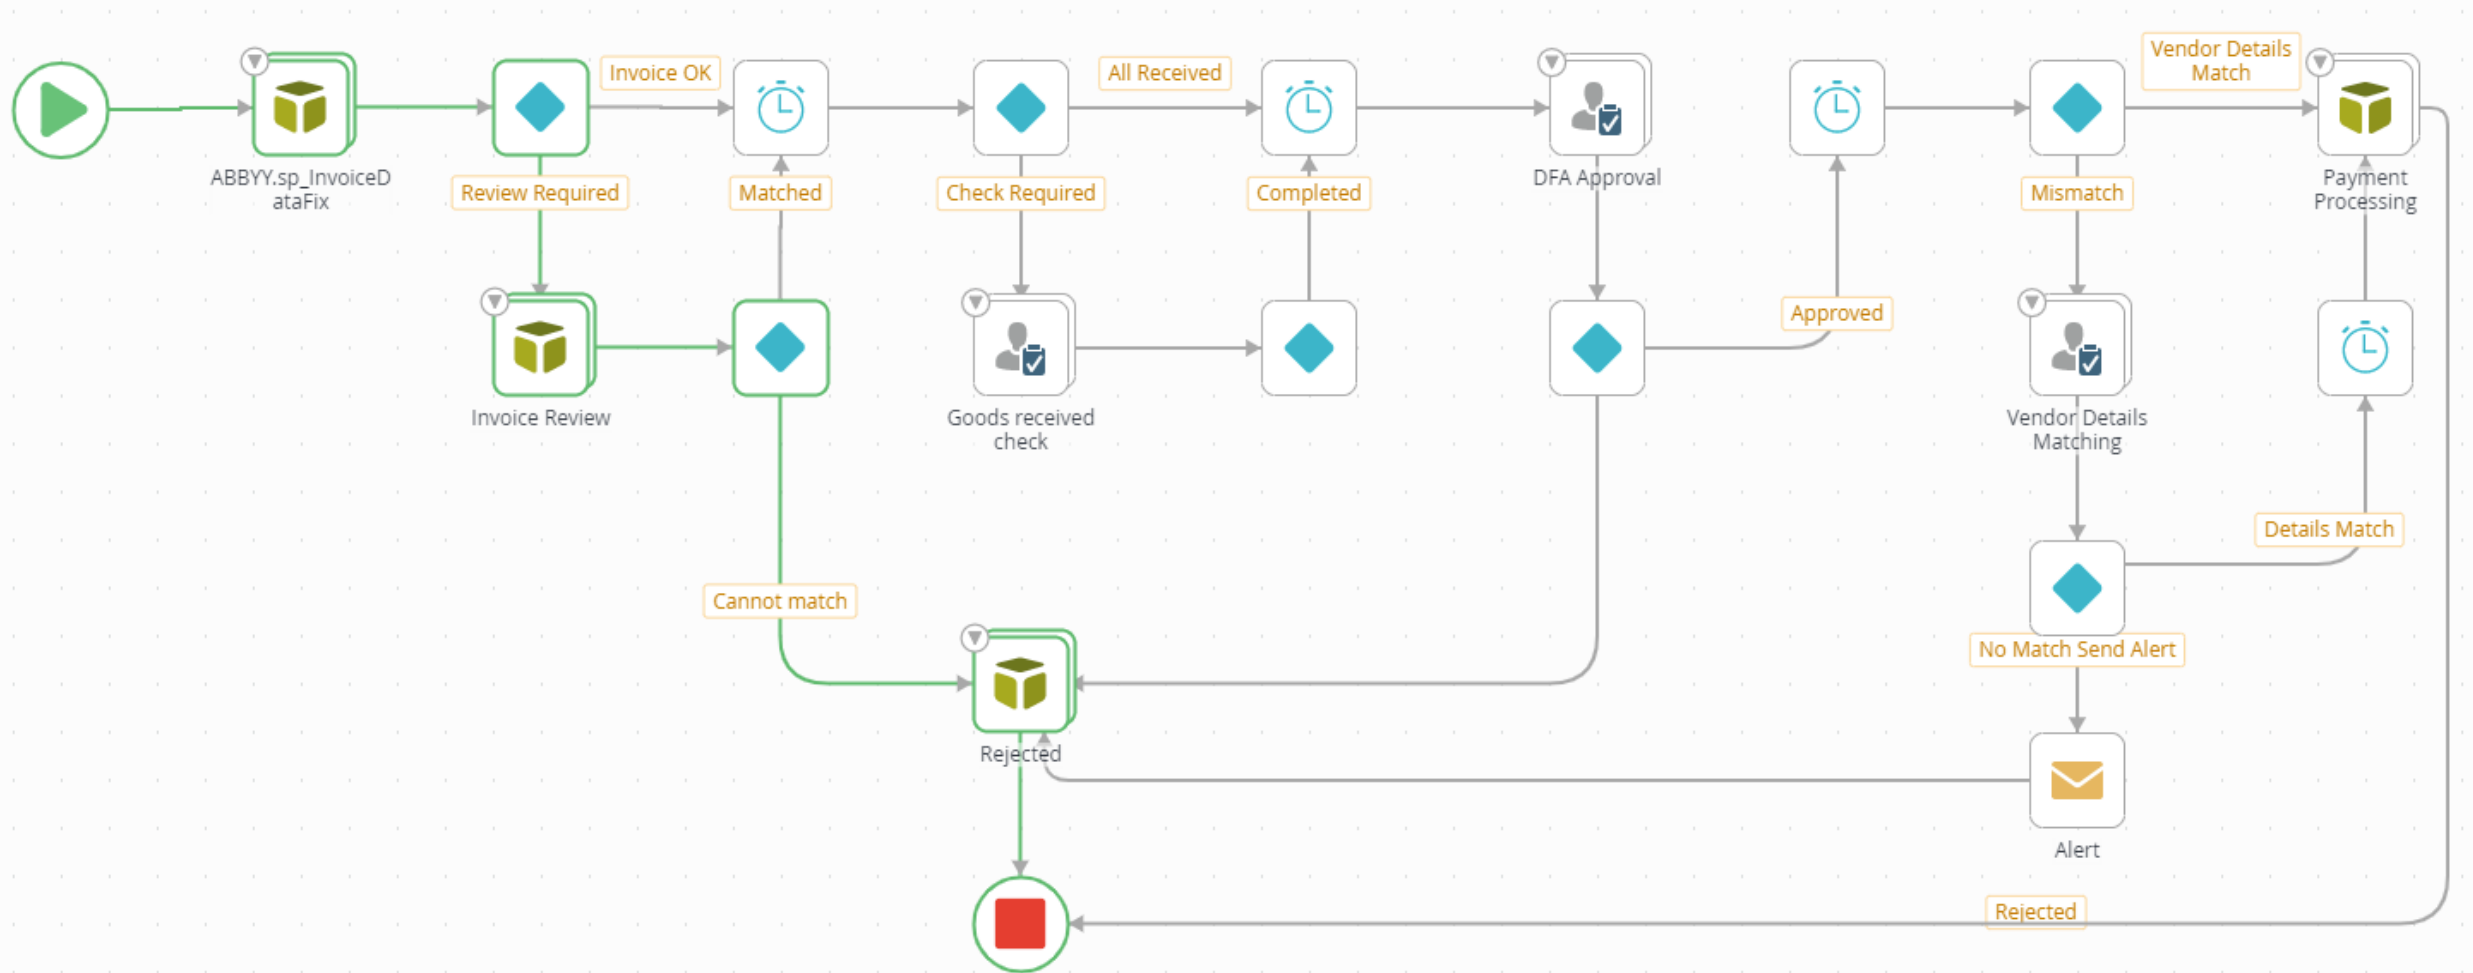 Invoice OK
All Received
Vendor Details
Match
ABBYY.sp_InvoiceD
ataFix
Review Required
Matched
Check Required
Completed
DFA Approval
Mismatch
Payment
Processing
Approved
Invoice Review
Goods received
check
Vendor Details
Matching
Details Match
Cannot match
No Match Send Alert
Rejected
Alert
Rejected